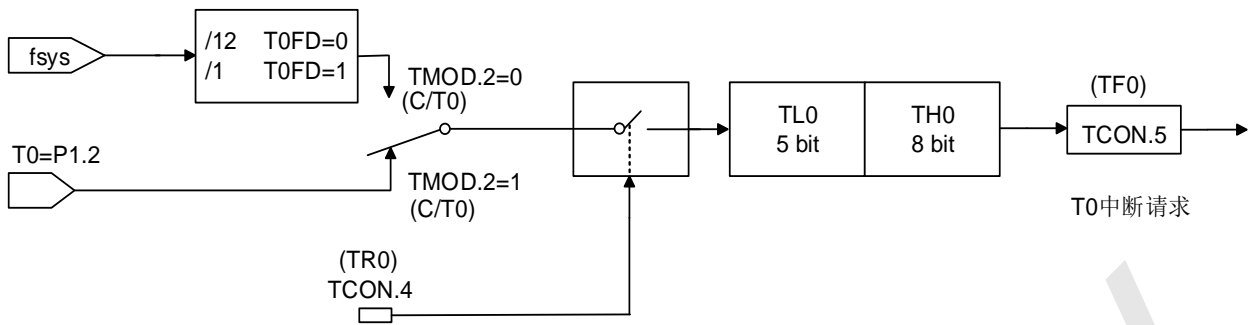 fsys
/12 T0FD=0
/1 T0FD=1
TMOD.2=0
(C/T0)
T0=P1.2
TMOD.2=1
(C/T0)
(TR0)
TCON.4
TL0
5 bit
TH0
8 bit
(TF0)
TCON.5
T0中断请求